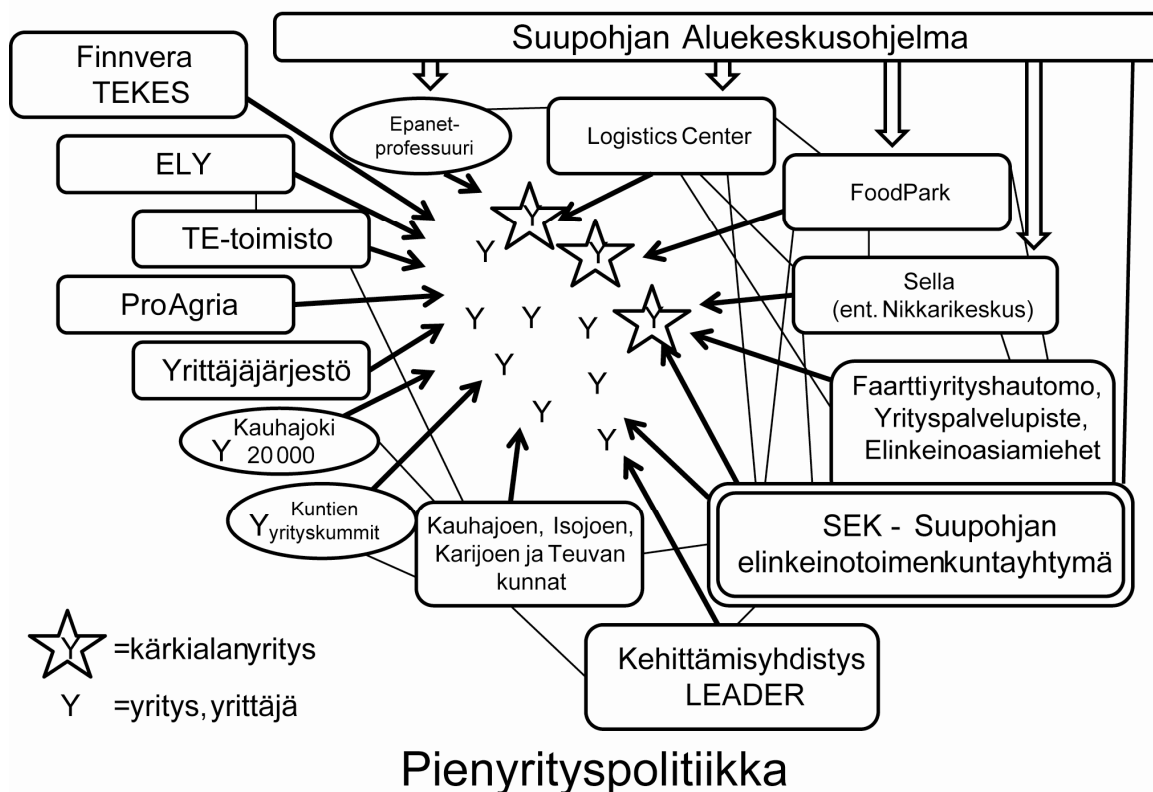 Suupohjan Aluekeskusohjelma
Finnvera
TEKES
Epanet-
professuuri
Logistics Center
ELY
FoodPark
TE-toimisto
Y
Y
Y
ProAgria
Sella
(ent. Nikkarikeskus)
Y
Y
Y
Y
Yrittäjäjärjestö
Y
Y
Faarttiyrityshautomo,
Yrityspalvelupiste,
Elinkeinoasiamiehet
Y
Y
Y Kauhajoki
20 000
Y Kuntien
yrityskummit
Kauhajoen, Isojoen,
Karijoen ja Teuvan
kunnat
SEK - Suupohjan
elinkeinotoimenkuntayhtymä
Kehittämisyhdistys
LEADER
Y =kärkialanyritys
Y =yritys, yrittäjä
Pienyrityspolitiikka